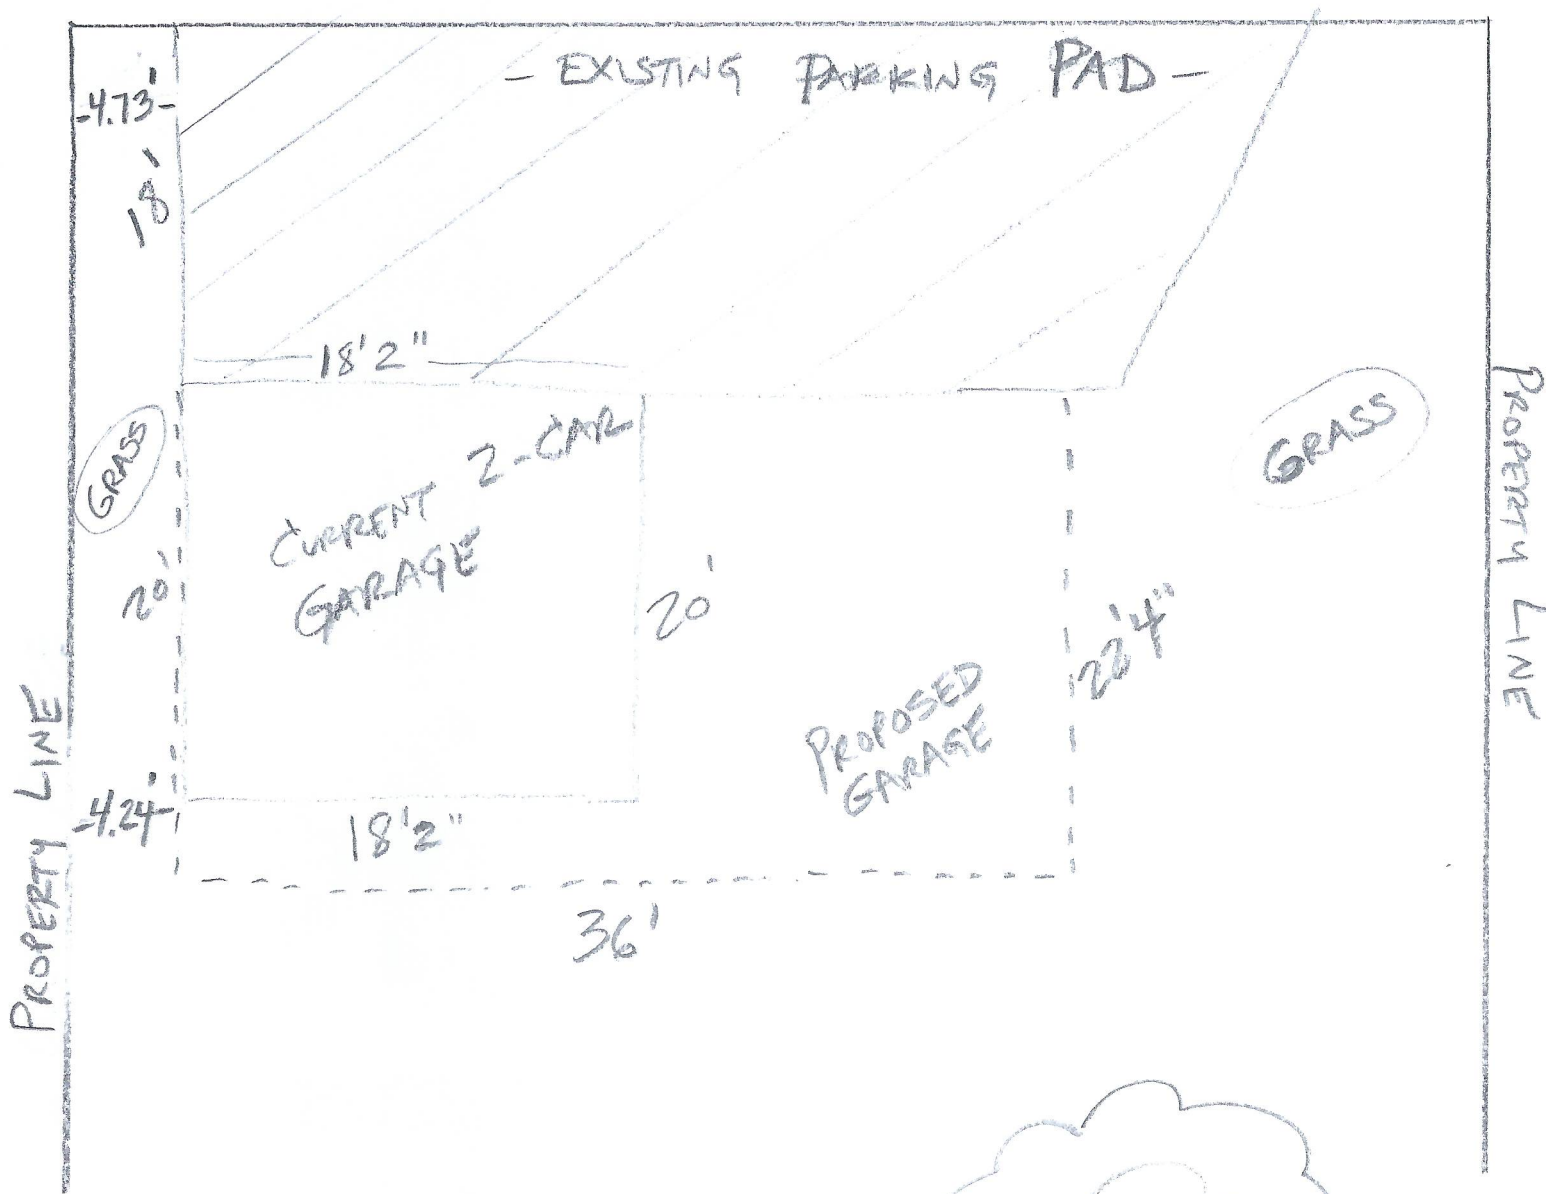 - EXISTING PARKING PAD -
-4.73'-
18'
18'2"
GRASS
CURRENT 2-CAR
GARAGE
GRASS
20'
20'
22'4"
PROPOSED
GARAGE
-4.24'-
18'2"
36'
PROPERTY LINE
PROPERTY LINE